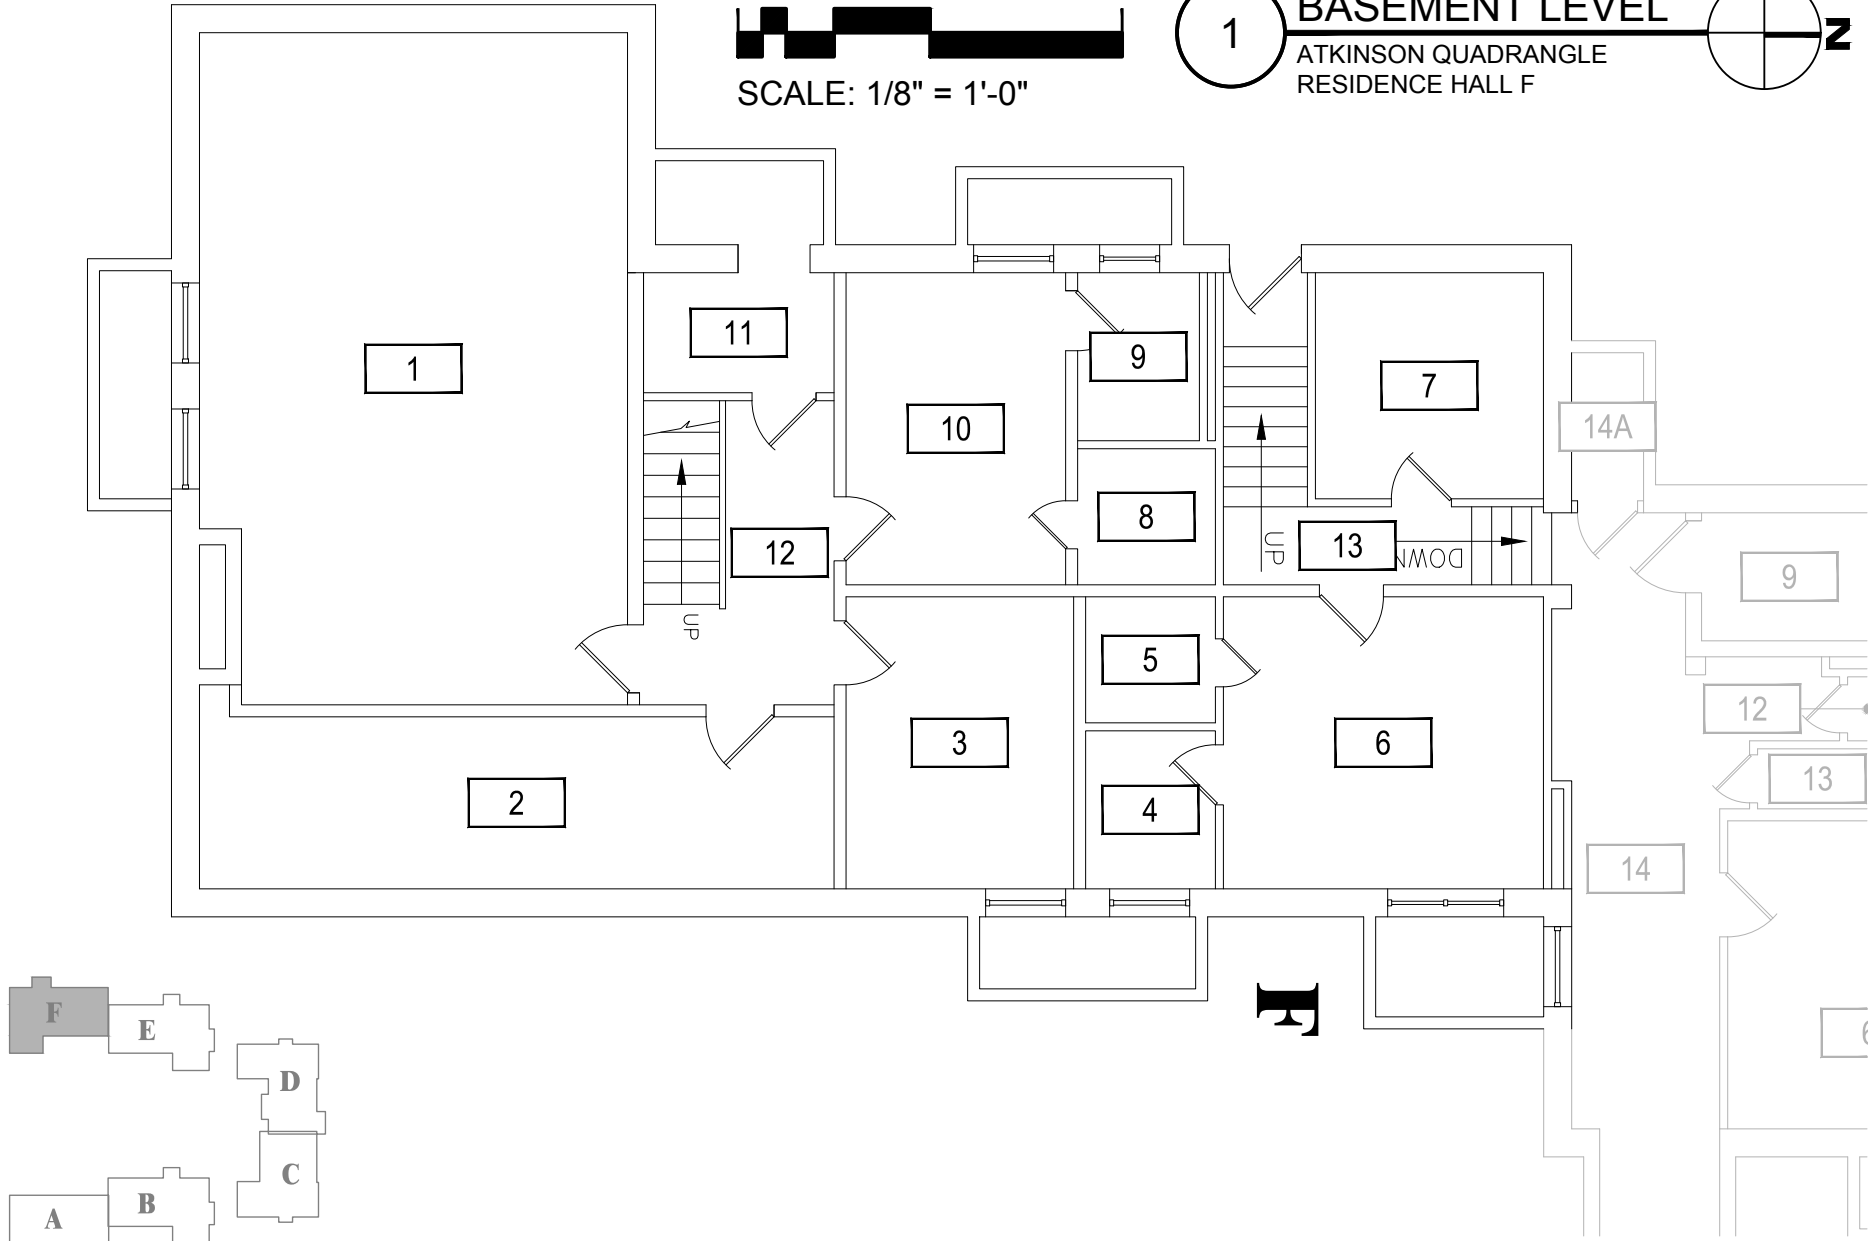 BASEMENT LEVEL
1
ATKINSON QUADRANGLE
RESIDENCE HALL F
N
SCALE: 1/8" = 1'-0"
11
1
9
7
10
14A
8
12
13
UP
DOWN
9
UP
5
12
3
6
13
2
4
14
F
6
F
E
D
C
B
A